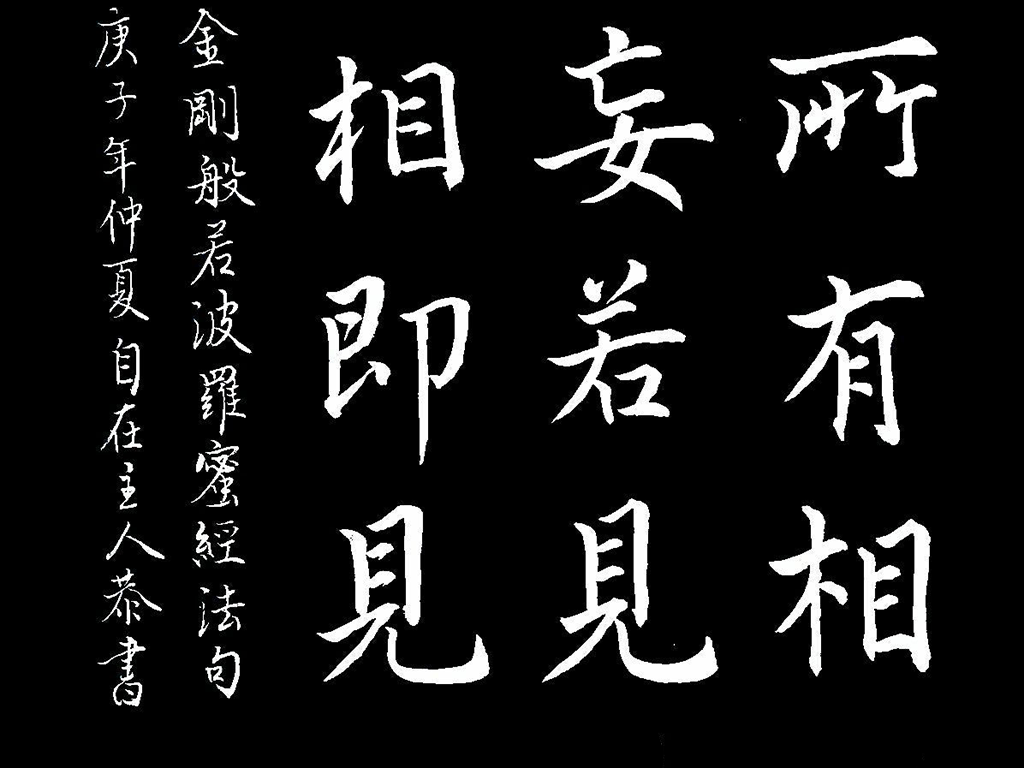 所有相
妄若見
相即見
金剛般若波羅蜜經法句
庚子年仲夏自在主人恭書